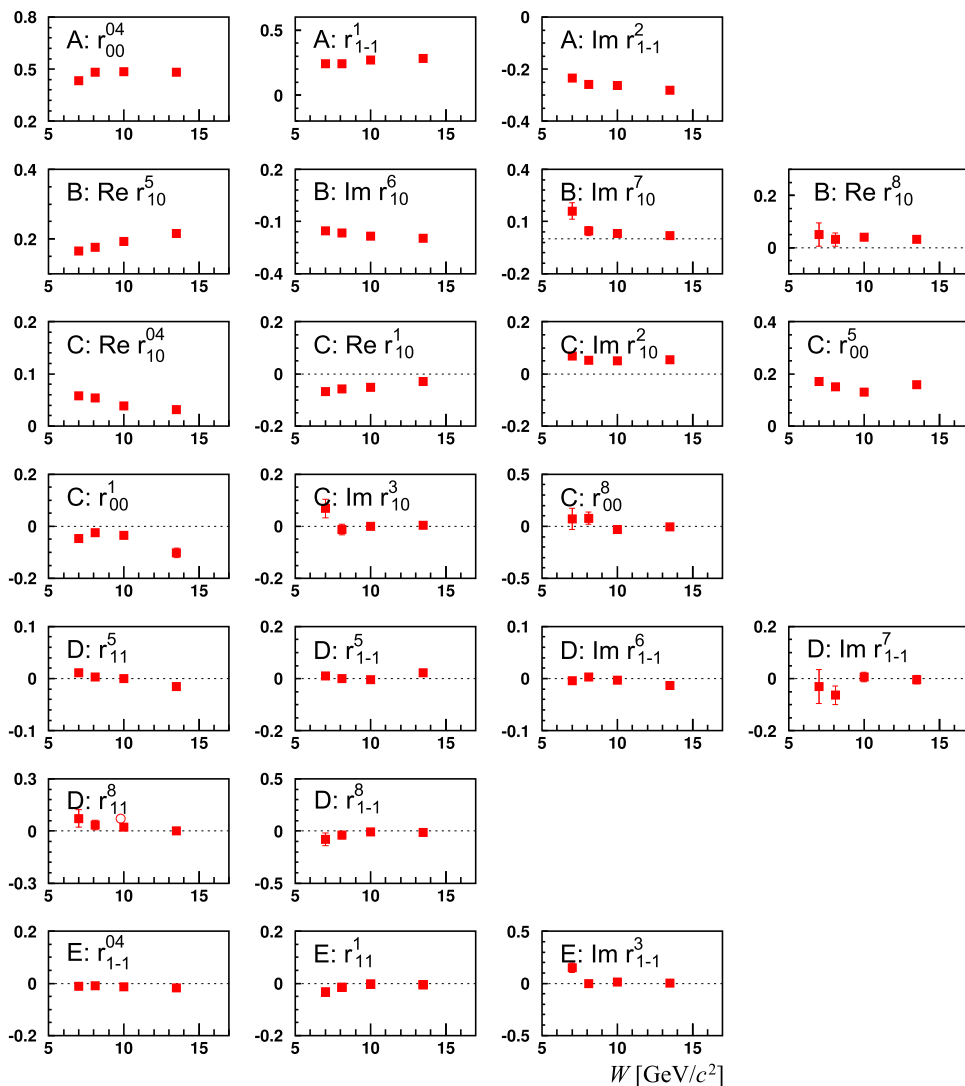 0.8 0.5 0.2 A: r^{04}_{00} 5 10 15
0.5 0 A: r^{1}_{1-1} 5 10 15
0 -0.2 -0.4 A: Im r^{2}_{1-1} 5 10 15
0.4 0.2 B: Re r^{5}_{10} 5 10 15
0.2 -0.1 -0.4 B: Im r^{6}_{10} 5 10 15
0.4 0.1 -0.2 B: Im r^{7}_{10} 5 10 15
0.2 0 B: Re r^{8}_{10} 5 10 15
0.2 0.1 0 C: Re r^{04}_{10} 5 10 15
0.2 0 -0.2 C: Re r^{1}_{10} 5 10 15
0.2 0 -0.2 C: Im r^{2}_{10} 5 10 15
0.4 0.2 0 C: r^{5}_{00} 5 10 15
0.2 0 -0.2 C: r^{1}_{00} 5 10 15
0.2 0 -0.2 C: Im r^{3}_{10} 5 10 15
0.5 0 -0.5 C: r^{8}_{00} 5 10 15
0.1 0 -0.1 D: r^{5}_{11} 5 10 15
0.2 0 -0.2 D: r^{5}_{1-1} 5 10 15
0.1 0 -0.1 D: Im r^{6}_{1-1} 5 10 15
0.2 0 -0.2 D: Im r^{7}_{1-1} 5 10 15
0.3 0 -0.3 D: r^{8}_{11} 5 10 15
0.5 0 -0.5 D: r^{8}_{1-1} 5 10 15
0.2 0 -0.2 E: r^{04}_{1-1} 5 10 15
0.2 0 -0.2 E: r^{1}_{11} 5 10 15
0.5 0 -0.5 E: Im r^{3}_{1-1} 5 10 15
W [GeV/c²]